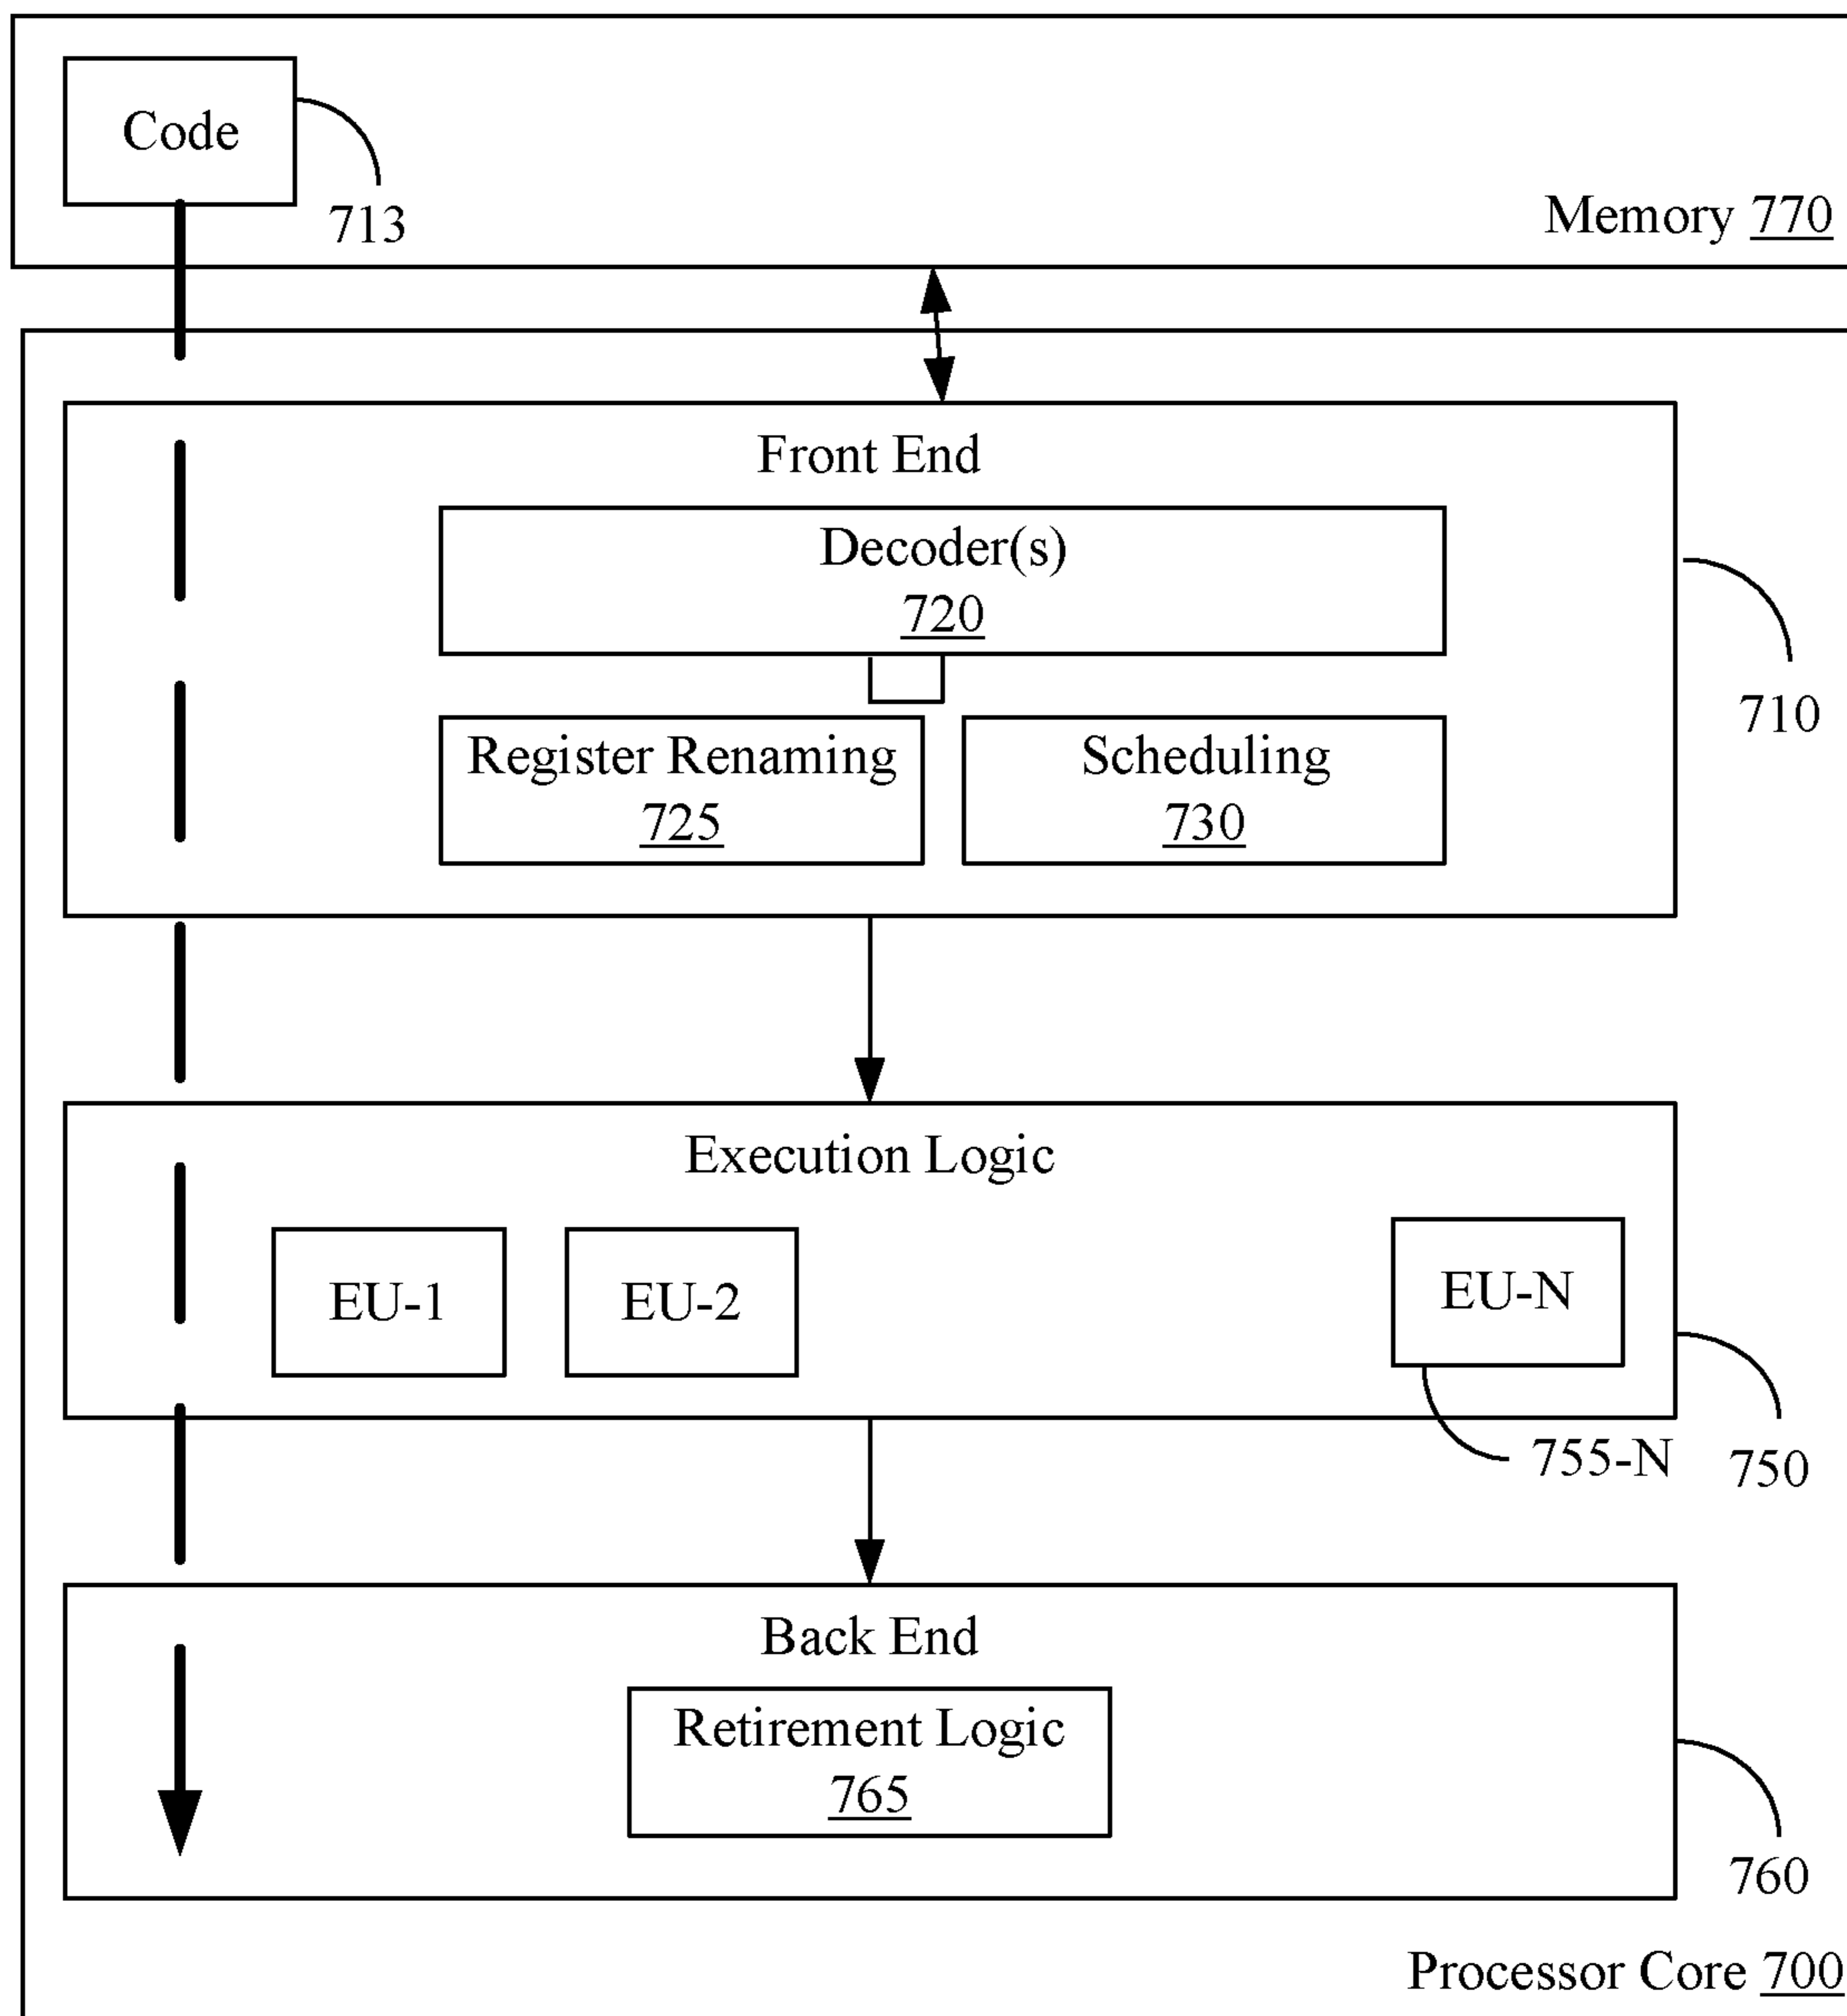 Code
713
Memory 770
Front End
Decoder(s)
720
710
Register Renaming
725
Scheduling
730
Execution Logic
EU-1
EU-2
EU-N
755-N
750
Back End
Retirement Logic
765
760
Processor Core 700